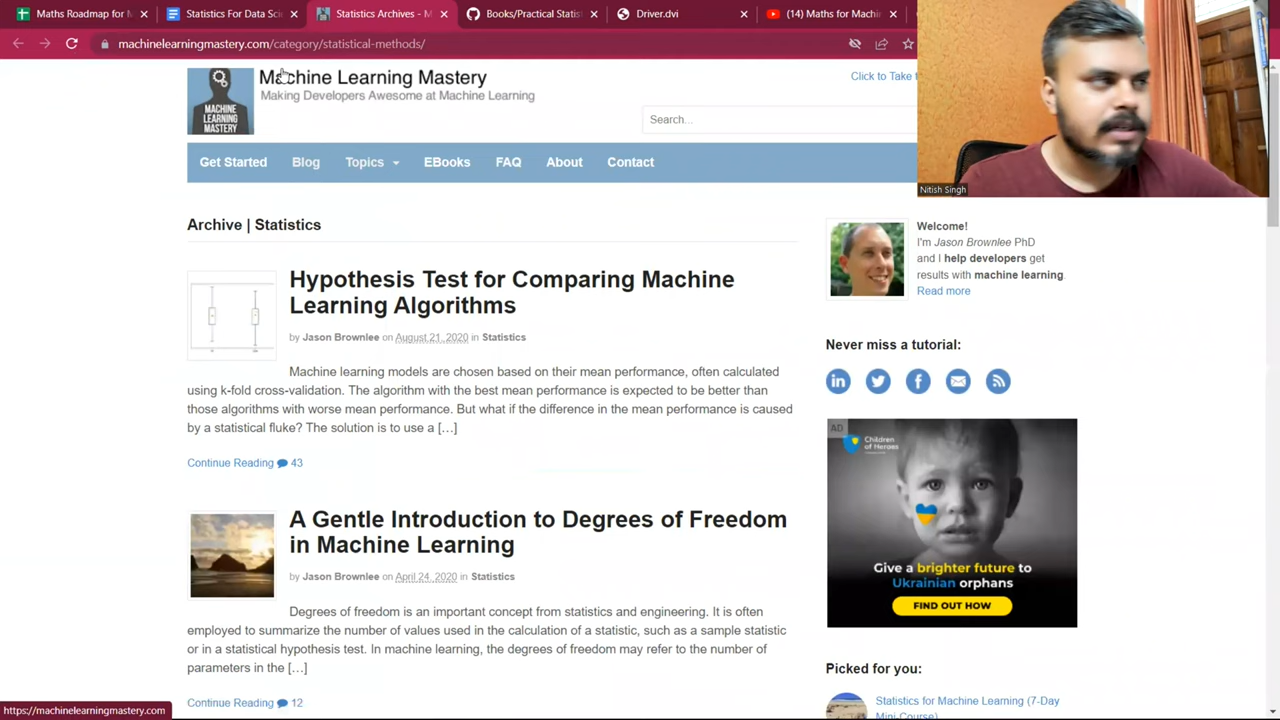 Maths Roadmap for M
Statistics For Data Scie
Statistics Archives - M
Books/Practical Statis
Driver.dvi
(14) Maths for Machin
machinelearningmastery.com/category/statistical-methods/
MACHINE
LEARNING
MASTERY
Machine Learning Mastery
Making Developers Awesome at Machine Learning
Click to Take t
Search...
Get Started
Blog
Topics
EBooks
FAQ
About
Contact
Nitish Singh
Archive | Statistics
Hypothesis Test for Comparing Machine
Learning Algorithms
by Jason Brownlee on August 21, 2020 in Statistics
Machine learning models are chosen based on their mean performance, often calculated
using k-fold cross-validation. The algorithm with the best mean performance is expected to be better than
those algorithms with worse mean performance. But what if the difference in the mean performance is caused
by a statistical fluke? The solution is to use a […]
Continue Reading 43
A Gentle Introduction to Degrees of Freedom
in Machine Learning
by Jason Brownlee on April 24, 2020 in Statistics
Degrees of freedom is an important concept from statistics and engineering. It is often
employed to summarize the number of values used in the calculation of a statistic, such as a sample statistic
or in a statistical hypothesis test. In machine learning, the degrees of freedom may refer to the number of
parameters in the […]
Continue Reading 12
Welcome!
I'm Jason Brownlee PhD
and I help developers get
results with machine learning.
Read more
Never miss a tutorial:
AD
Children
of Heroes
Give a brighter future to
Ukrainian orphans
FIND OUT HOW
Picked for you:
Statistics for Machine Learning (7-Day
Mini-Course)
https://machinelearningmastery.com